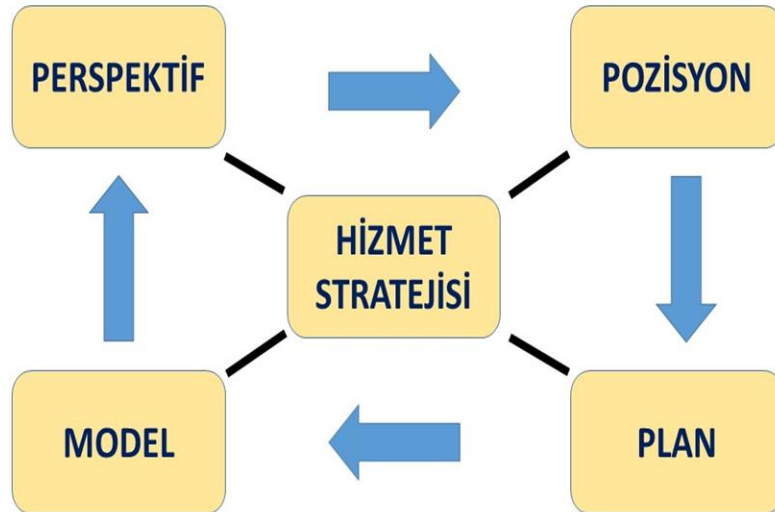 PERSPEKTİF
POZİSYON
HİZMET
STRATEJİSİ
MODEL
PLAN